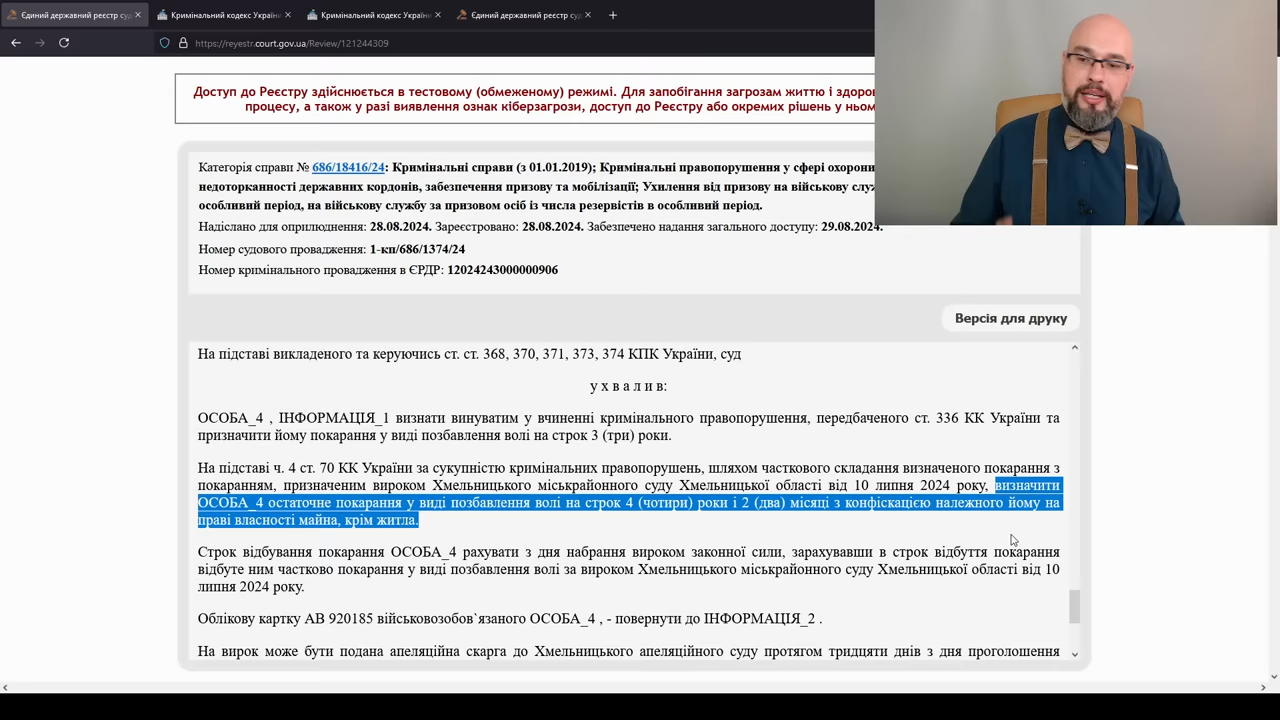 Єдиний державний реєстр суд
Кримінальний кодекс України
Кримінальний кодекс України
Єдиний державний реєстр суд
https://reyestr.court.gov.ua/Review/121244309
Доступ до Реєстру здійснюється в тестовому (обмеженому) режимі. Для запобігання загрозам життю і здоров
процесу, а також у разі виявлення ознак кіберзагрози, доступ до Реєстру або окремих рішень у ньом
Категорія справи № 686/18416/24: Кримінальні справи (з 01.01.2019); Кримінальні правопорушення у сфері охорони
недоторканності державних кордонів, забезпечення призову та мобілізації; Ухилення від призову на військову служ
особливий період, на військову службу за призовом осіб із числа резервістів в особливий період.
Надіслано для оприлюднення: 28.08.2024. Зареєстровано: 28.08.2024. Забезпечено надання загального доступу: 29.08.2024.
Номер судового провадження: 1-кп/686/1374/24
Номер кримінального провадження в ЄРДР: 12024243000000906
Версія для друку
На підставі викладеного та керуючись ст. ст. 368, 370, 371, 373, 374 КПК України, суд
у х в а л и в:
ОСОБА_4 , ІНФОРМАЦІЯ_1 визнати винуватим у вчиненні кримінального правопорушення, передбаченого ст. 336 КК України та
призначити йому покарання у виді позбавлення волі на строк 3 (три) роки.
На підставі ч. 4 ст. 70 КК України за сукупністю кримінальних правопорушень, шляхом часткового складання визначеного покарання з
покаранням, призначеним вироком Хмельницького міськрайонного суду Хмельницької області від 10 липня 2024 року, визначити
ОСОБА_4 остаточне покарання у виді позбавлення волі на строк 4 (чотири) роки і 2 (два) місяці з конфіскацією належного йому на
праві власності майна, крім житла.
Строк відбування покарання ОСОБА_4 рахувати з дня набрання вироком законної сили, зарахувавши в строк відбуття покарання
відбуте ним частково покарання у виді позбавлення волі за вироком Хмельницького міськрайонного суду Хмельницької області від 10
липня 2024 року.
Облікову картку АВ 920185 військовозобов`язаного ОСОБА_4 , - повернути до ІНФОРМАЦІЯ_2 .
На вирок може бути подана апеляційна скарга до Хмельницького апеляційного суду протягом тридцяти днів з дня проголошення